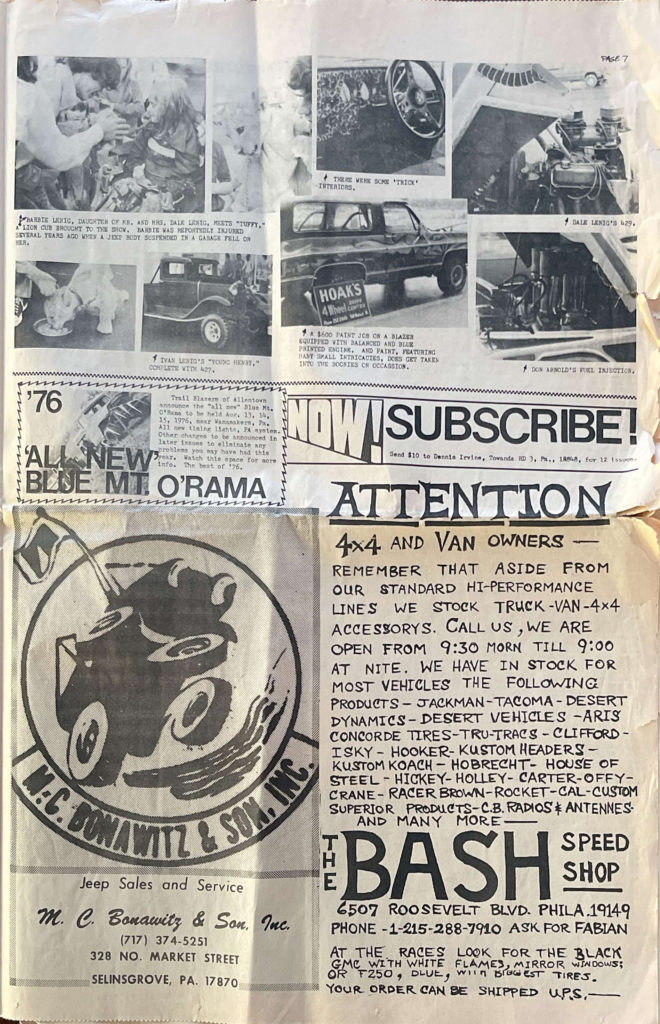 PAGE 7
BARBIE LENIG, DAUGHTER OF MR. AND MRS. DALE LENIG, MEETS "TUFFY,"
A LION CUB BROUGHT TO THE SHOW. BARBIE WAS REPORTEDLY INJURED
SEVERAL YEARS AGO WHEN A JEEP BODY SUSPENDED IN A GARAGE FELL ON
HER.
THERE WERE SOME 'TRICK'
INTERIORS.
DALE LENIG'S 429.
IVAN LENIG'S "YOUNG HENRY,"
COMPLETE WITH 427.
HOAK'S
4 Wheel
CENTER
A $600 PAINT JOB ON A BLAZER
EQUIPPED WITH BALANCED AND BLUE
PRINTED ENGINE. AND PAINT, FEATURING
MANY SMALL INTRICACIES, DOES GET TAKEN
INTO THE BOONIES ON OCCASSION.
DON ARNOLD'S FUEL INJECTION.
'76
'ALL NEW'
BLUE MT. O'RAMA
Trail Blazers of Allentown
announce the "all new" Blue Mt.
O'Rama to be held Aug. 13, 14,
15, 1976, near Wanamakers, Pa.
All new timing lights, PA system.
Other changes to be announced in
later issues to eliminate any
problems you may have had this
year. Watch this space for more
info. The best of '76.
NOW! SUBSCRIBE!
Send $10 to Dennie Irvine, Towanda RD 3, Pa., 18848, for 12 issues.
M.C. BONAWITZ & SON, INC.
Jeep Sales and Service
M. C. Bonawitz & Son, Inc.
(717) 374-5251
328 NO. MARKET STREET
SELINSGROVE, PA. 17870
ATTENTION
4x4 AND VAN OWNERS —
REMEMBER THAT ASIDE FROM
OUR STANDARD HI-PERFORMANCE
LINES WE STOCK TRUCK-VAN-4x4
ACCESSORYS. CALL US, WE ARE
OPEN FROM 9:30 MORN TILL 9:00
AT NITE. WE HAVE IN STOCK FOR
MOST VEHICLES THE FOLLOWING
PRODUCTS - JACKMAN-TACOMA-DESERT
DYNAMICS-DESERT VEHICLES-ARIS
CONCORDE TIRES-TRU-TRACS-CLIFFORD-
ISKY-HOOKER-KUSTOM HEADERS-
KUSTOM KOACH-HOBRECHT-HOUSE OF
STEEL-HICKEY-HOLLEY-CARTER-OFFY-
CRANE-RACER BROWN-ROCKET-CAL-CUSTOM
SUPERIOR PRODUCTS-C.B. RADIOS & ANTENNES
AND MANY MORE—
THE BASH SPEED SHOP
6507 ROOSEVELT BLVD. PHILA. 19149
PHONE -1-215-288-7910 ASK FOR FABIAN
AT THE RACES LOOK FOR THE BLACK
GMC WITH WHITE FLAMES, MIRROR WINDOWS;
OR F250, BLUE, WITH BIGGEST TIRES.
YOUR ORDER CAN BE SHIPPED U.P.S.—